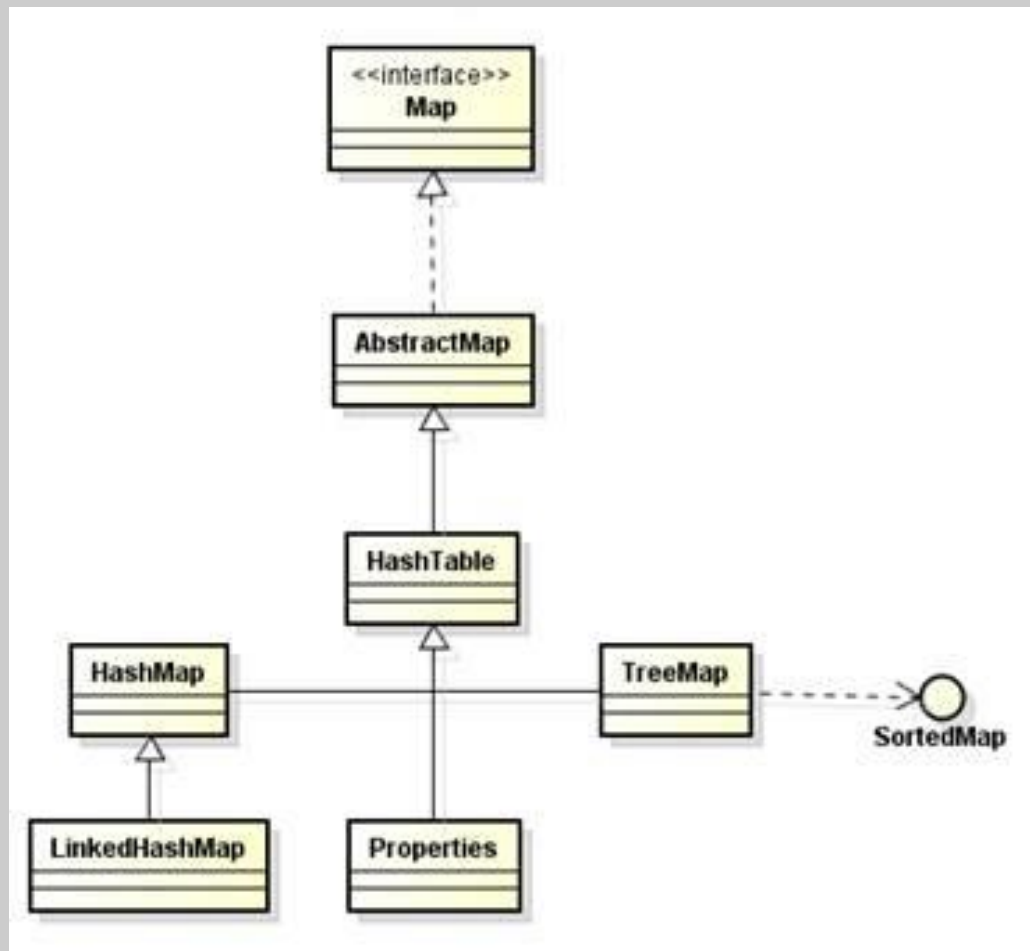 <<interface>>
Map
AbstractMap
HashTable
HashMap
TreeMap
SortedMap
LinkedHashMap
Properties